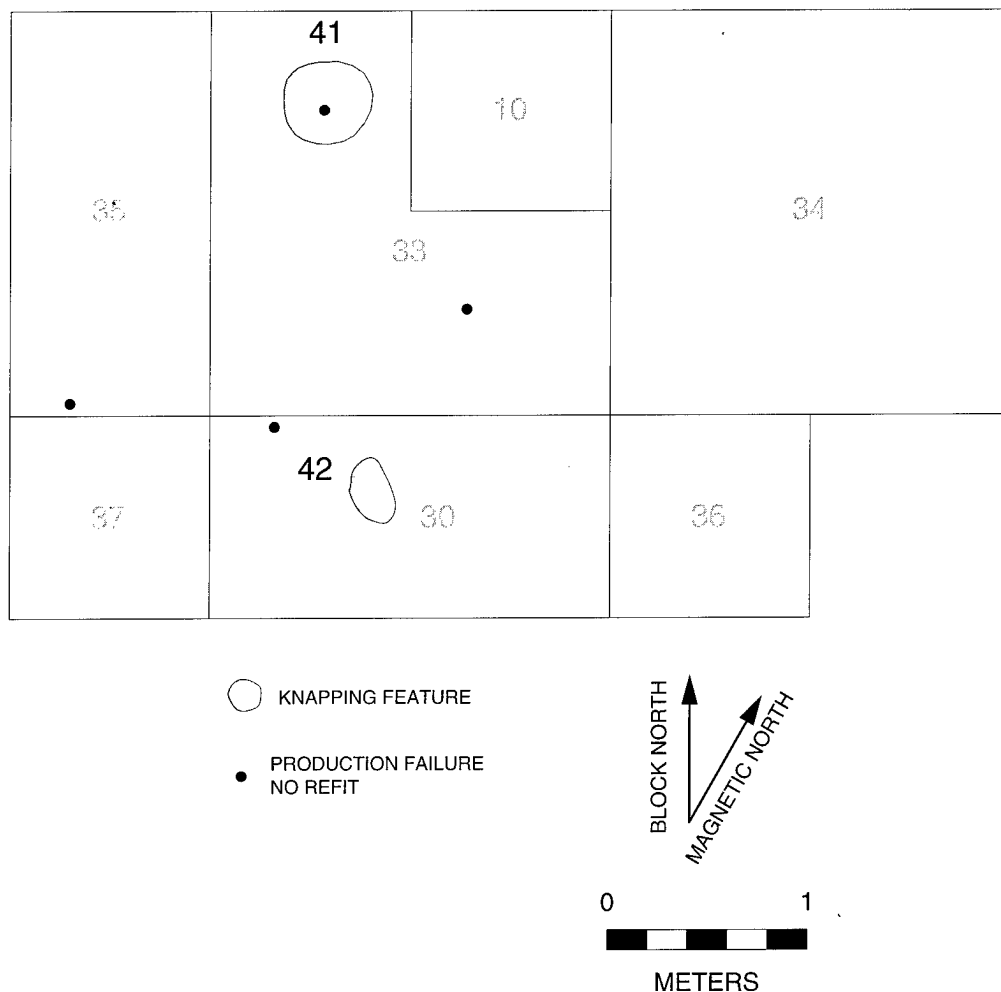 41
10
35
34
33
42
37
30
36
KNAPPING FEATURE
PRODUCTION FAILURE
NO REFIT
BLOCK NORTH
MAGNETIC NORTH
0 1
METERS